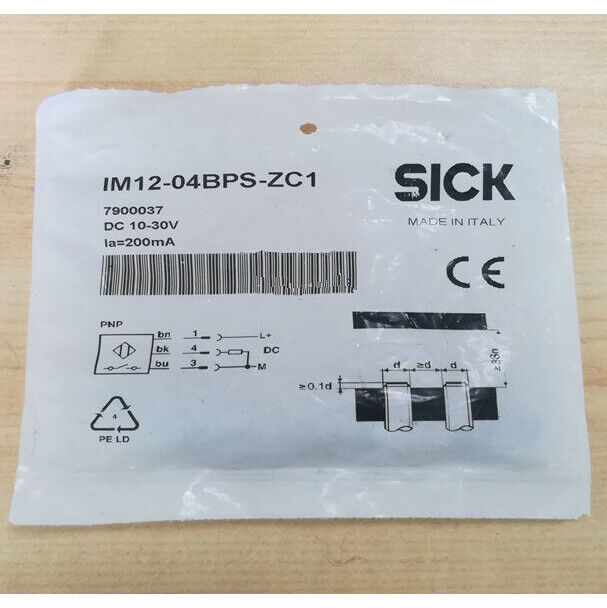 IM12-04BPS-ZC1
SICK
7900037
MADE IN ITALY
DC 10-30V
Ia=200mA
CE
PNP
bn 1 L+
bk 4 DC
bu 3 M
d ≥d d
≥3Sn
≥0.1d
4
PE LD